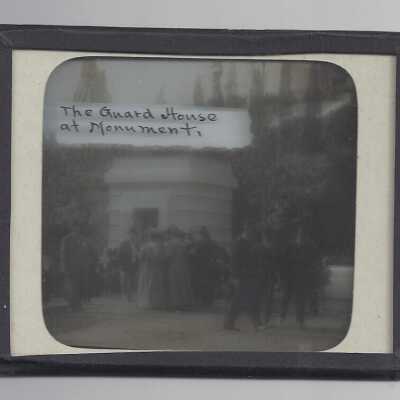 The Guard House
at Monument.